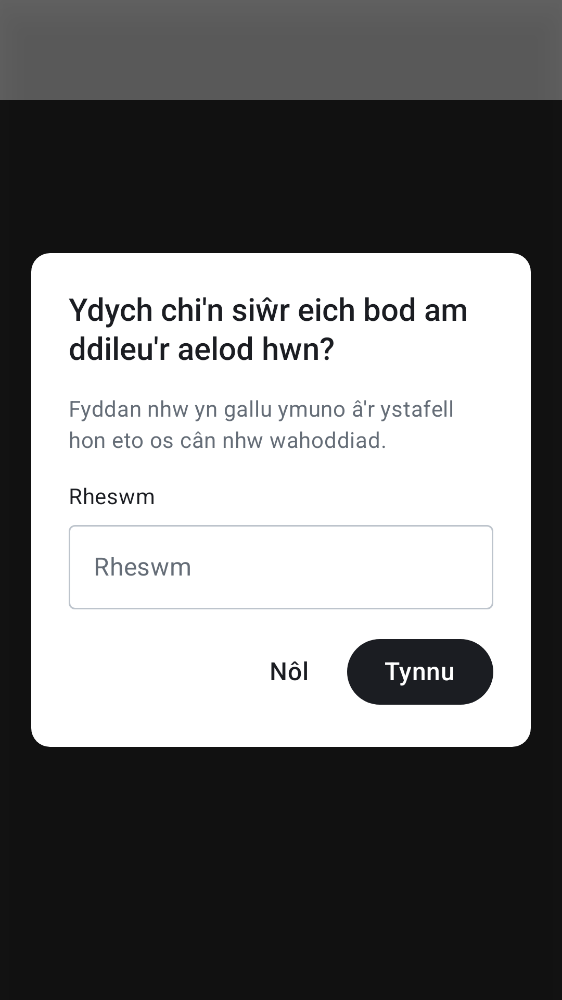 Ydych chi'n siŵr eich bod am
ddileu'r aelod hwn?
Fyddan nhw yn gallu ymuno â'r ystafell
hon eto os cân nhw wahoddiad.
Rheswm
Rheswm
Nôl
Tynnu